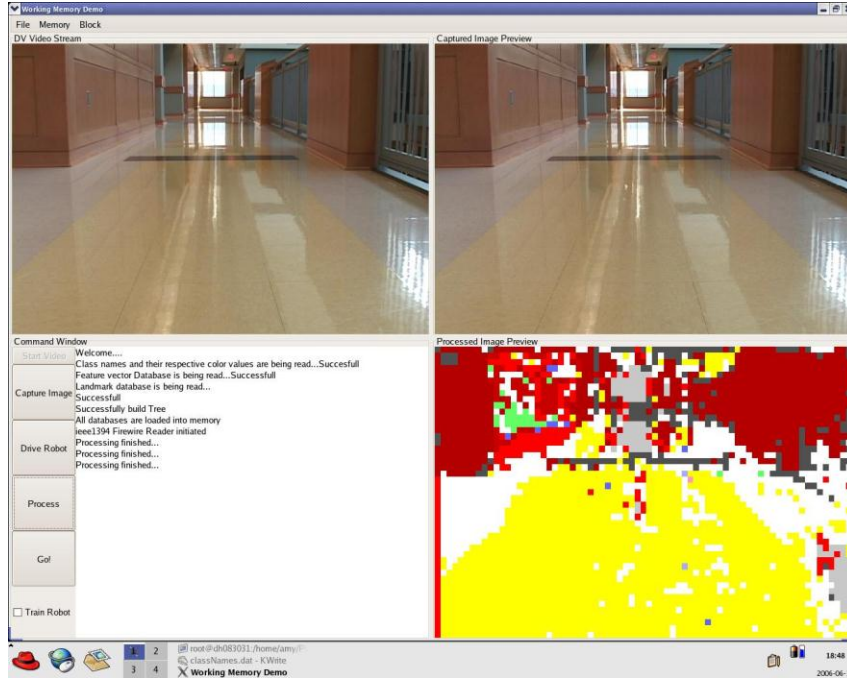 Working Memory Demo
File Memory Block
DV Video Stream
Captured Image Preview
Command Window
Processed Image Preview
Start Video
Capture Image
Drive Robot
Process
Go!
Train Robot
Welcome....
Class names and their respective color values are being read...Succesfull
Feature vector Database is being read...Successfull
Landmark database is being read...
Successfull
Successfully build Tree
All databases are loaded into memory
ieee1394 Firewire Reader initiated
Processing finished...
Processing finished...
Processing finished...
1 2
3 4
root@dh083031:/home/amy/
classNames.dat - KWrite
Working Memory Demo
18:48
2006-06-